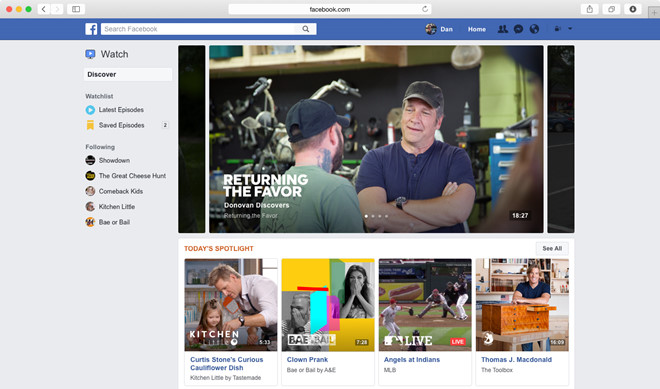 facebook.com
Search Facebook
Dan
Home
Watch
Discover
Watchlist
Latest Episodes
Saved Episodes
2
Following
Showdown
The Great Cheese Hunt
Comeback Kids
Kitchen Little
Bae or Bail
RETURNING
THE FAVOR
Donovan Discovers
Returning the Favor
18:27
TODAY'S SPOTLIGHT
See All
KITCHEN
LITTLE
5:33
BAE OR BAIL
7:28
LIVE
LIVE
16:09
Curtis Stone's Curious
Cauliflower Dish
Kitchen Little by Tastemade
Clown Prank
Bae or Bail by A&E
Angels at Indians
MLB
Thomas J. Macdonald
The Toolbox